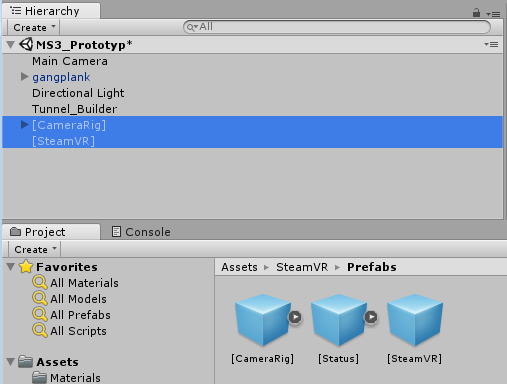 Hierarchy
Create All
MS3_Prototyp*
Main Camera
gangplank
Directional Light
Tunnel_Builder
[CameraRig]
[SteamVR]
Project Console
Create
Favorites
All Materials
All Models
All Prefabs
All Scripts
Assets
Materials
Assets SteamVR Prefabs
[CameraRig] [Status] [SteamVR]